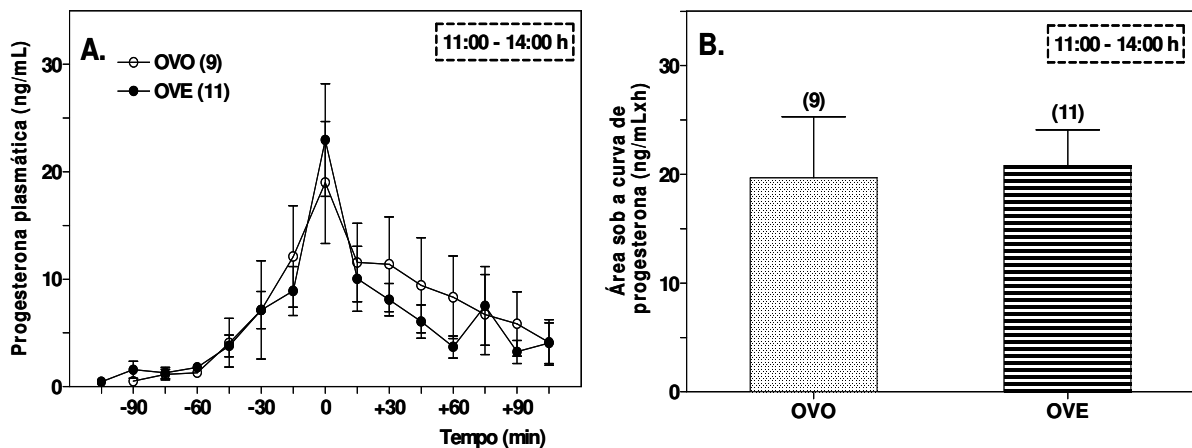 A.
11:00 - 14:00 h
OVO (9)
OVE (11)
Progesterona plasmática (ng/mL)
30
20
10
0
-90
-60
-30
0
+30
+60
+90
Tempo (min)
B.
11:00 - 14:00 h
Área sob a curva de
progesterona (ng/mLxh)
30
20
10
0
(9)
(11)
OVO
OVE